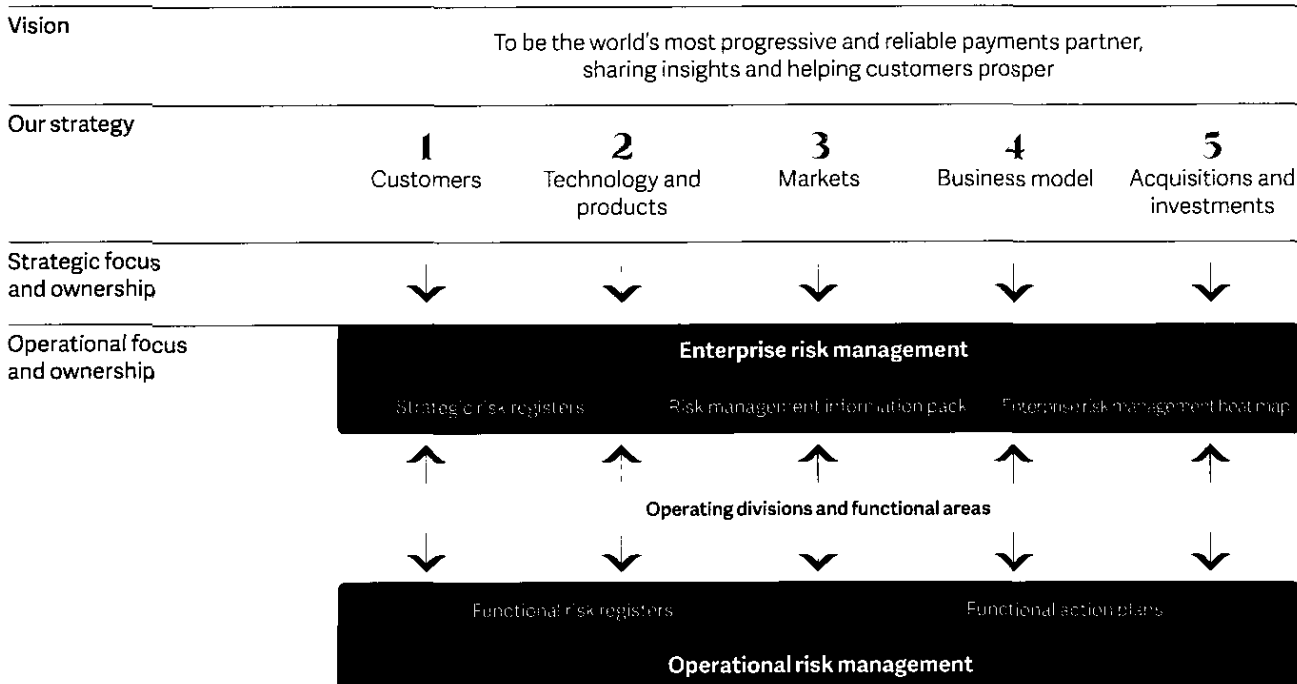 Vision
To be the world's most progressive and reliable payments partner,
sharing insights and helping customers prosper
Our strategy
1 2 3 4 5
Customers Technology and products Markets Business model Acquisitions and investments
Strategic focus
and ownership
Operational focus
and ownership
Enterprise risk management
Strategic risk registers Risk management information pack Enterprise risk management heat map
Operating divisions and functional areas
Functional risk registers Functional action plans
Operational risk management